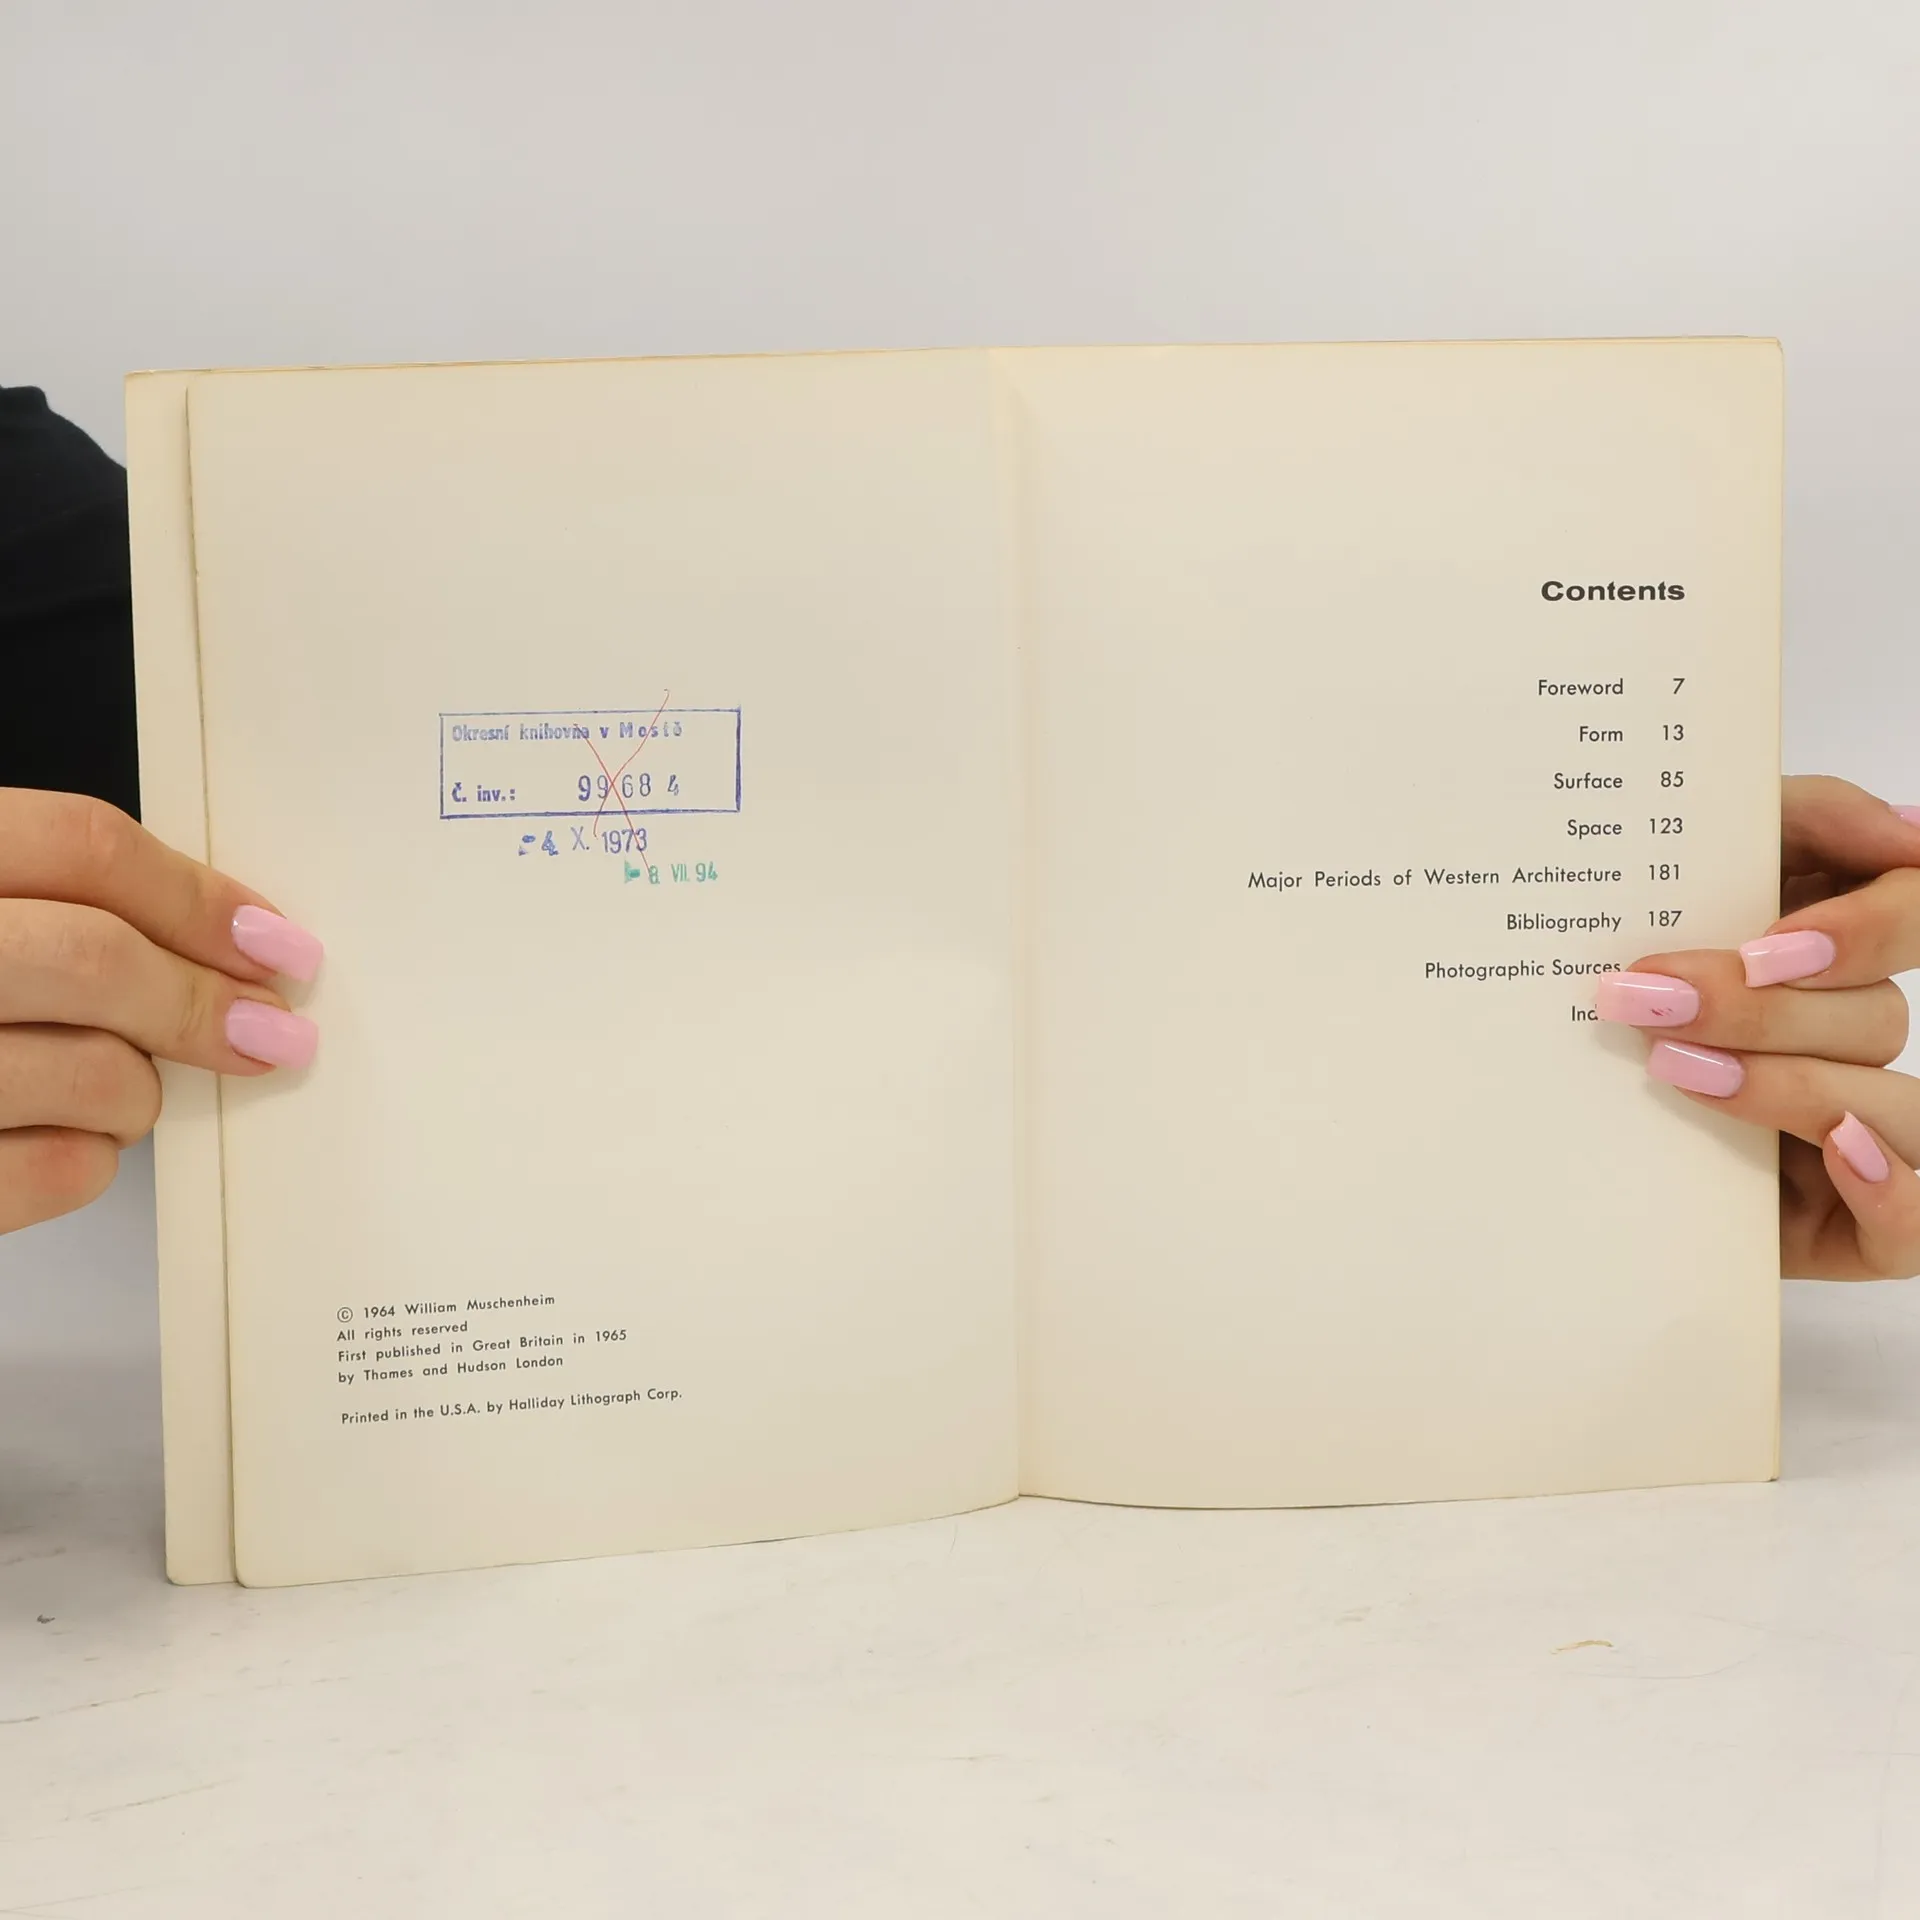 Okresní knihovňa v Mostě
Č. inv.: 99684
-4 X. 1973
-8 VII. 94
© 1964 William Muschenheim
All rights reserved
First published in Great Britain in 1965
by Thames and Hudson London
Printed in the U.S.A. by Halliday Lithograph Corp.
Contents
Foreword 7
Form 13
Surface 85
Space 123
Major Periods of Western Architecture 181
Bibliography 187
Photographic Sources